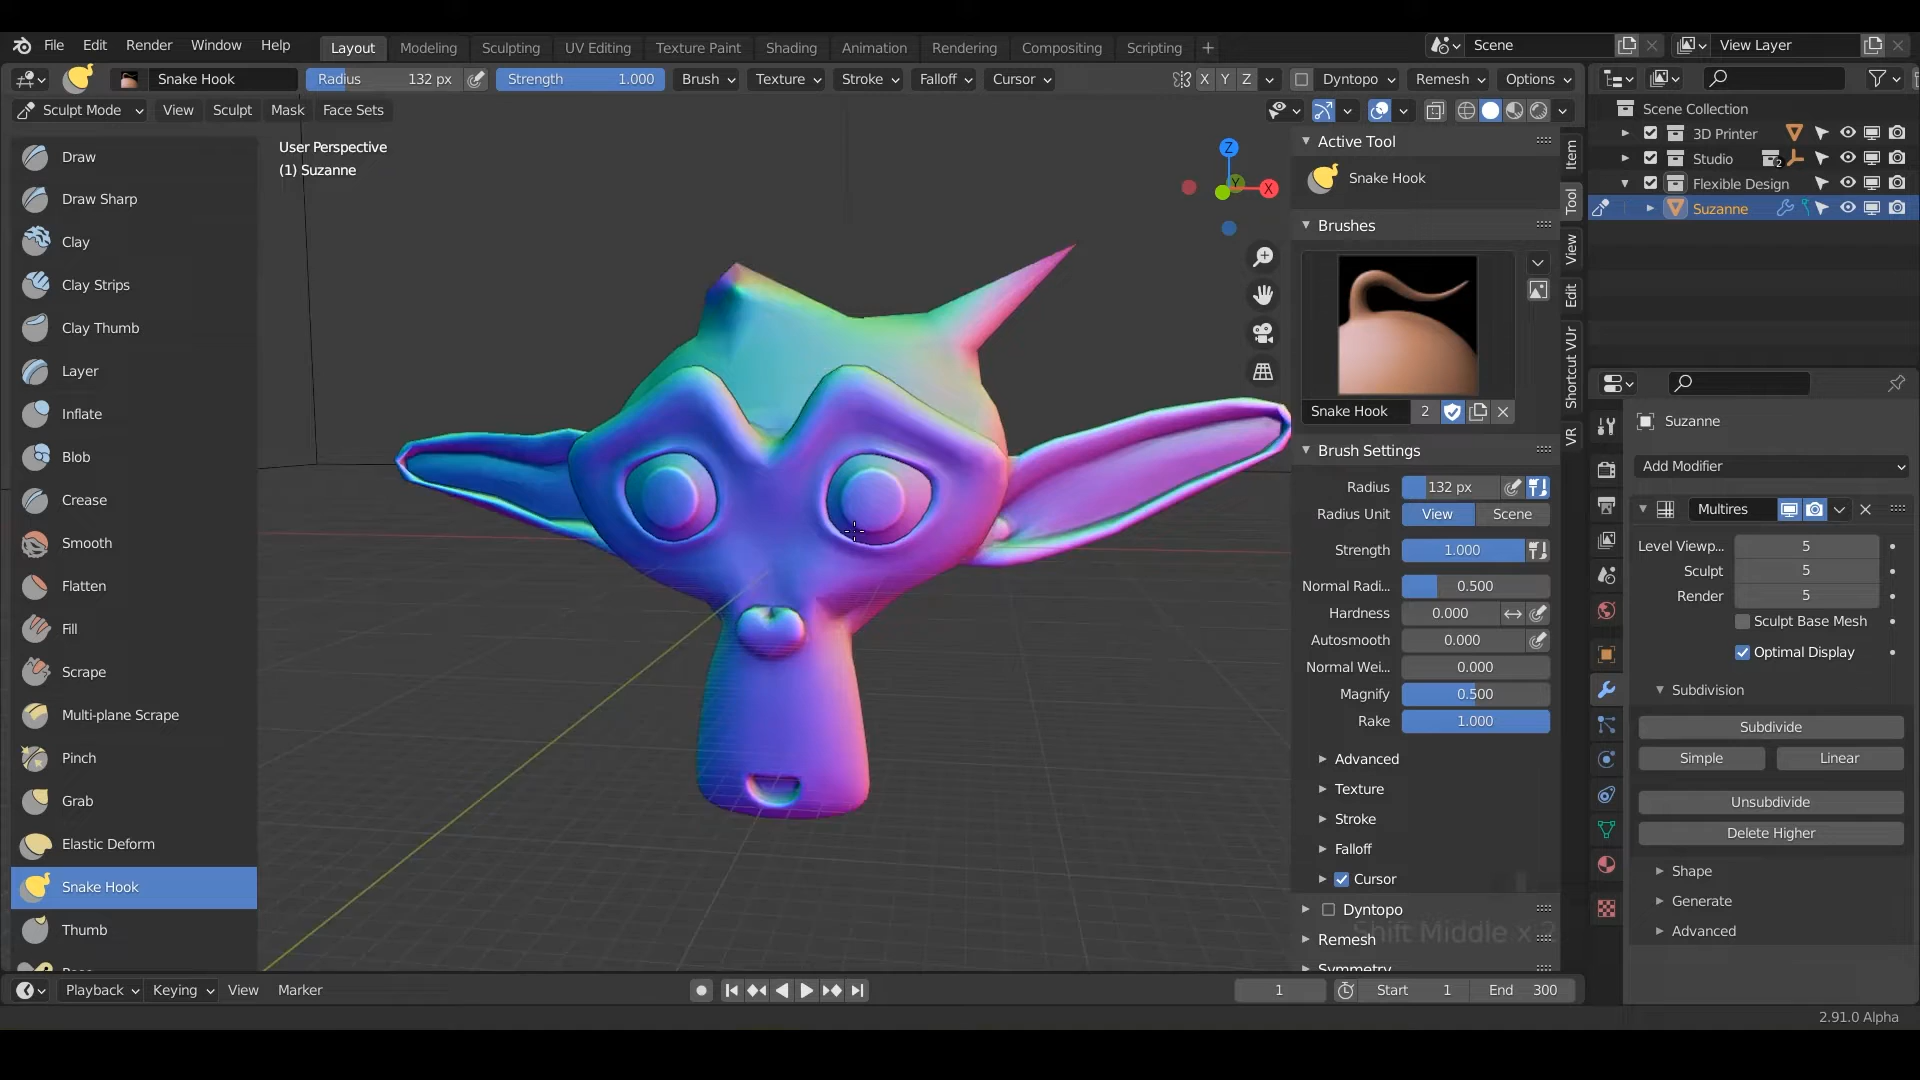 File Edit Render Window Help Layout Modeling Sculpting UV Editing Texture Paint Shading Animation Rendering Compositing Scripting + Scene View Layer
Snake Hook Radius 132 px Strength 1.000 Brush Texture Stroke Falloff Cursor X Y Z Dyntopo Remesh Options
Sculpt Mode View Sculpt Mask Face Sets
Draw
Draw Sharp
Clay
Clay Strips
Clay Thumb
Layer
Inflate
Blob
Crease
Smooth
Flatten
Fill
Scrape
Multi-plane Scrape
Pinch
Grab
Elastic Deform
Snake Hook
Thumb
User Perspective
(1) Suzanne
Z
Y
X
Active Tool
Snake Hook
Brushes
Snake Hook 2
Brush Settings
Radius 132 px
Radius Unit View Scene
Strength 1.000
Normal Radi... 0.500
Hardness 0.000
Autosmooth 0.000
Normal Wei... 0.000
Magnify 0.500
Rake 1.000
Advanced
Texture
Stroke
Falloff
Cursor
Dyntopo
Shift Middle x 2
Remesh
Symmetry
Item
Tool
View
Edit
Shortcut VUr
VR
Scene Collection
3D Printer
Studio 2
Flexible Design
Suzanne
Suzanne
Add Modifier
Multires
Level Viewp... 5
Sculpt 5
Render 5
Sculpt Base Mesh
Optimal Display
Subdivision
Subdivide
Simple Linear
Unsubdivide
Delete Higher
Shape
Generate
Advanced
Playback Keying View Marker 1 Start 1 End 300
2.91.0 Alpha